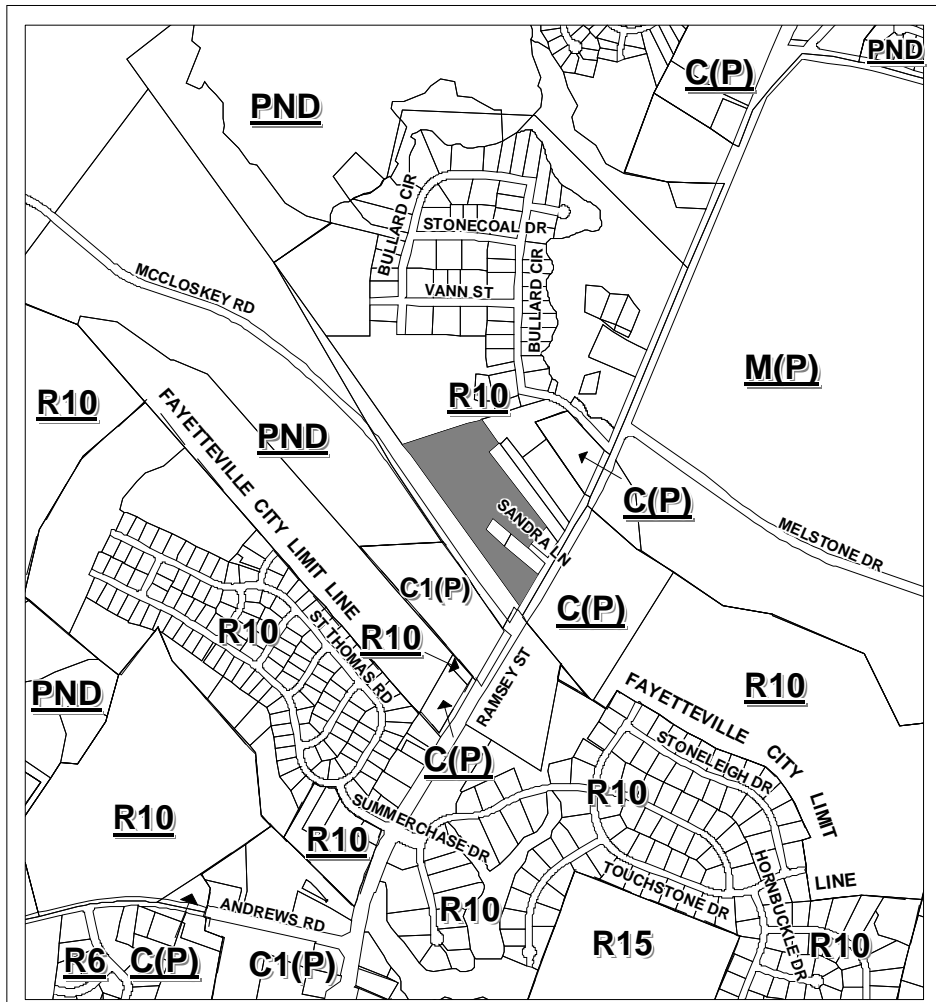 PND
C(P)
PND
BULLARD CIR
STONECOAL DR
VANN ST
BULLARD CIR
MCCLOSKEY RD
M(P)
R10
R10
PND
FAYETTEVILLE CITY LIMIT LINE
C(P)
SANDRA LN
MELSTONE DR
C1(P)
C(P)
R10
R10
ST THOMAS RD
RAMSEY ST
R10
PND
FAYETTEVILLE CITY LIMIT LINE
STONELEIGH DR
C(P)
R10
R10
R10
SUMMERCHASE DR
TOUCHSTONE DR
HORNBUCKLE DR
R10
ANDREWS RD
R15
R10
R6
C(P)
C1(P)